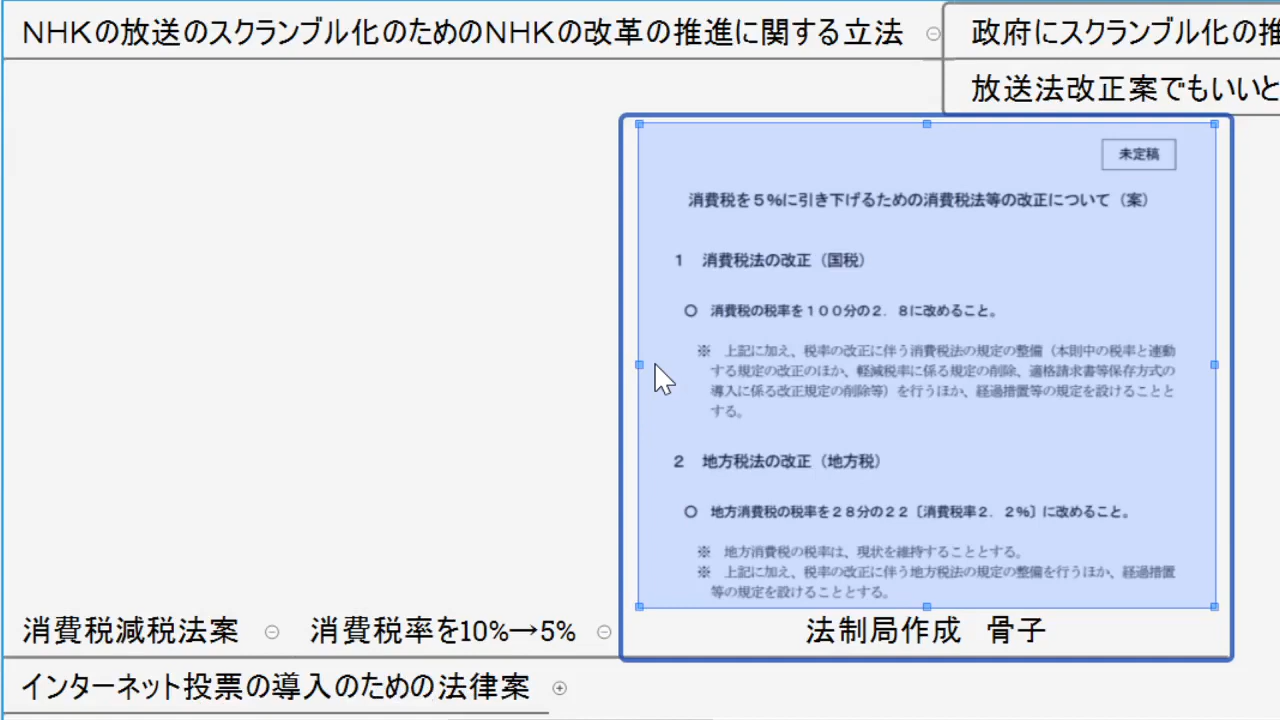 NHKの放送のスクランブル化のためのNHKの改革の推進に関する立法
政府にスクランブル化の推
放送法改正案でもいいと
未定稿
消費税を5%に引き下げるための消費税法等の改正について(案)
1 消費税法の改正(国税)
○ 消費税の税率を100分の2.8に改めること。
※ 上記に加え、税率の改正に伴う消費税法の規定の整備(本則中の税率と連動
する規定の改正のほか、軽減税率に係る規定の削除、適格請求書等保存方式の
導入に係る改正規定の削除等)を行うほか、経過措置等の規定を設けることと
する。
2 地方税法の改正(地方税)
○ 地方消費税の税率を28分の22〔消費税率2.2%〕に改めること。
※ 地方消費税の税率は、現状を維持することとする。
※ 上記に加え、税率の改正に伴う地方税法の規定の整備を行うほか、経過措置
等の規定を設けることとする。
消費税減税法案
消費税率を10%→5%
法制局作成 骨子
インターネット投票の導入のための法律案